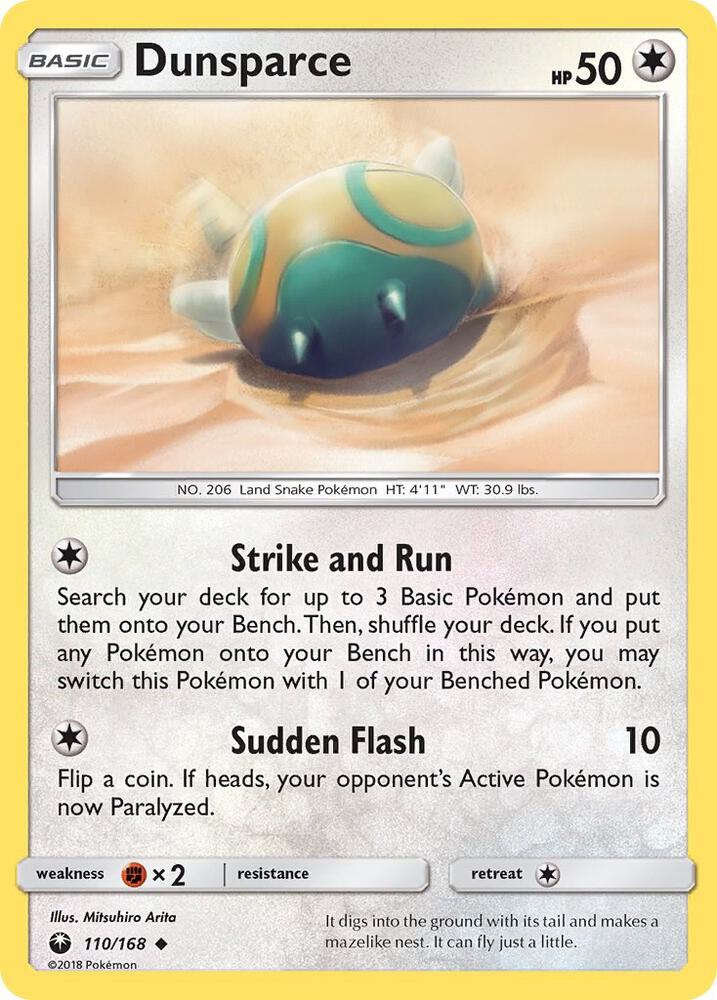 BASIC Dunsparce HP 50
NO. 206 Land Snake Pokémon HT: 4'11" WT: 30.9 lbs.
Strike and Run
Search your deck for up to 3 Basic Pokémon and put
them onto your Bench. Then, shuffle your deck. If you put
any Pokémon onto your Bench in this way, you may
switch this Pokémon with 1 of your Benched Pokémon.
Sudden Flash 10
Flip a coin. If heads, your opponent's Active Pokémon is
now Paralyzed.
weakness ×2 resistance retreat
Illus. Mitsuhiro Arita
110/168
©2018 Pokémon
It digs into the ground with its tail and makes a
mazelike nest. It can fly just a little.